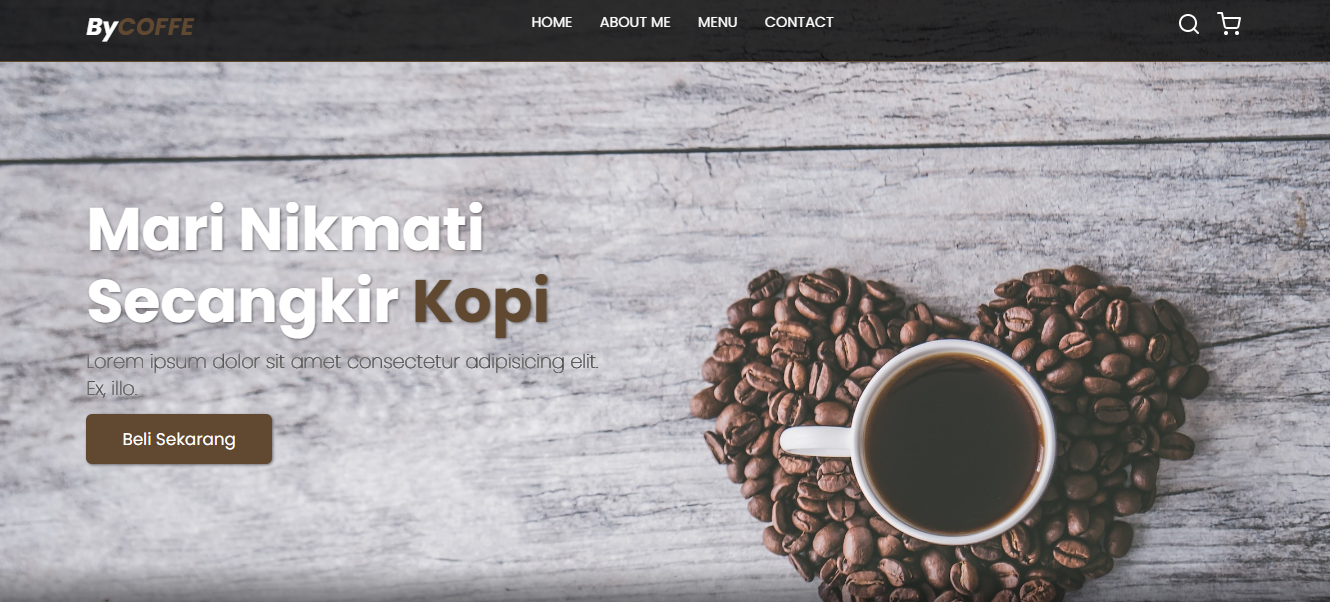 ByCOFFE
HOME ABOUT ME MENU CONTACT
Mari Nikmati
Secangkir Kopi
Lorem ipsum dolor sit amet consectetur adipisicing elit.
Ex, illo.
Beli Sekarang